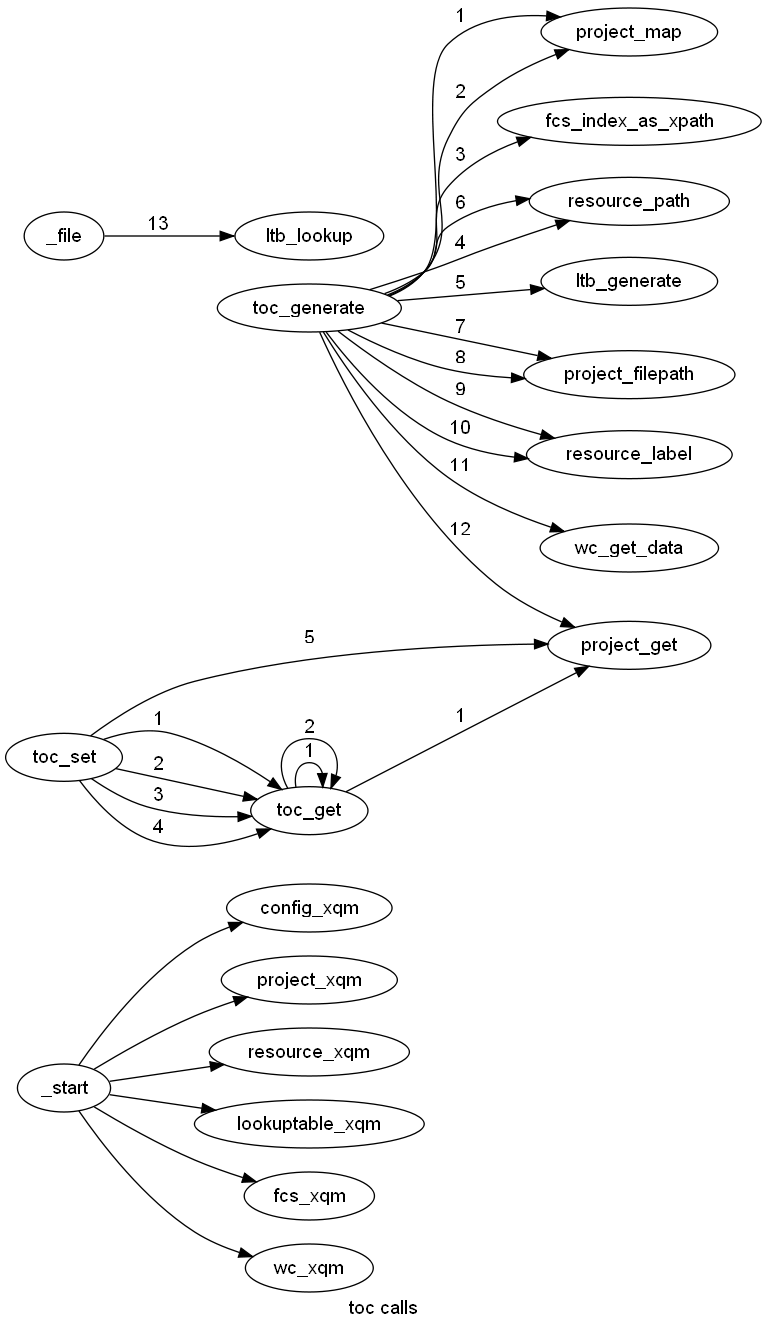 1
project_map
2
fcs_index_as_xpath
3
6
resource_path
_file
13
ltb_lookup
4
ltb_generate
5
toc_generate
7
project_filepath
8
9
10
resource_label
11
12
wc_get_data
5
project_get
toc_set
1
2
3
4
2
1
toc_get
1
config_xqm
project_xqm
resource_xqm
_start
lookuptable_xqm
fcs_xqm
wc_xqm
toc calls